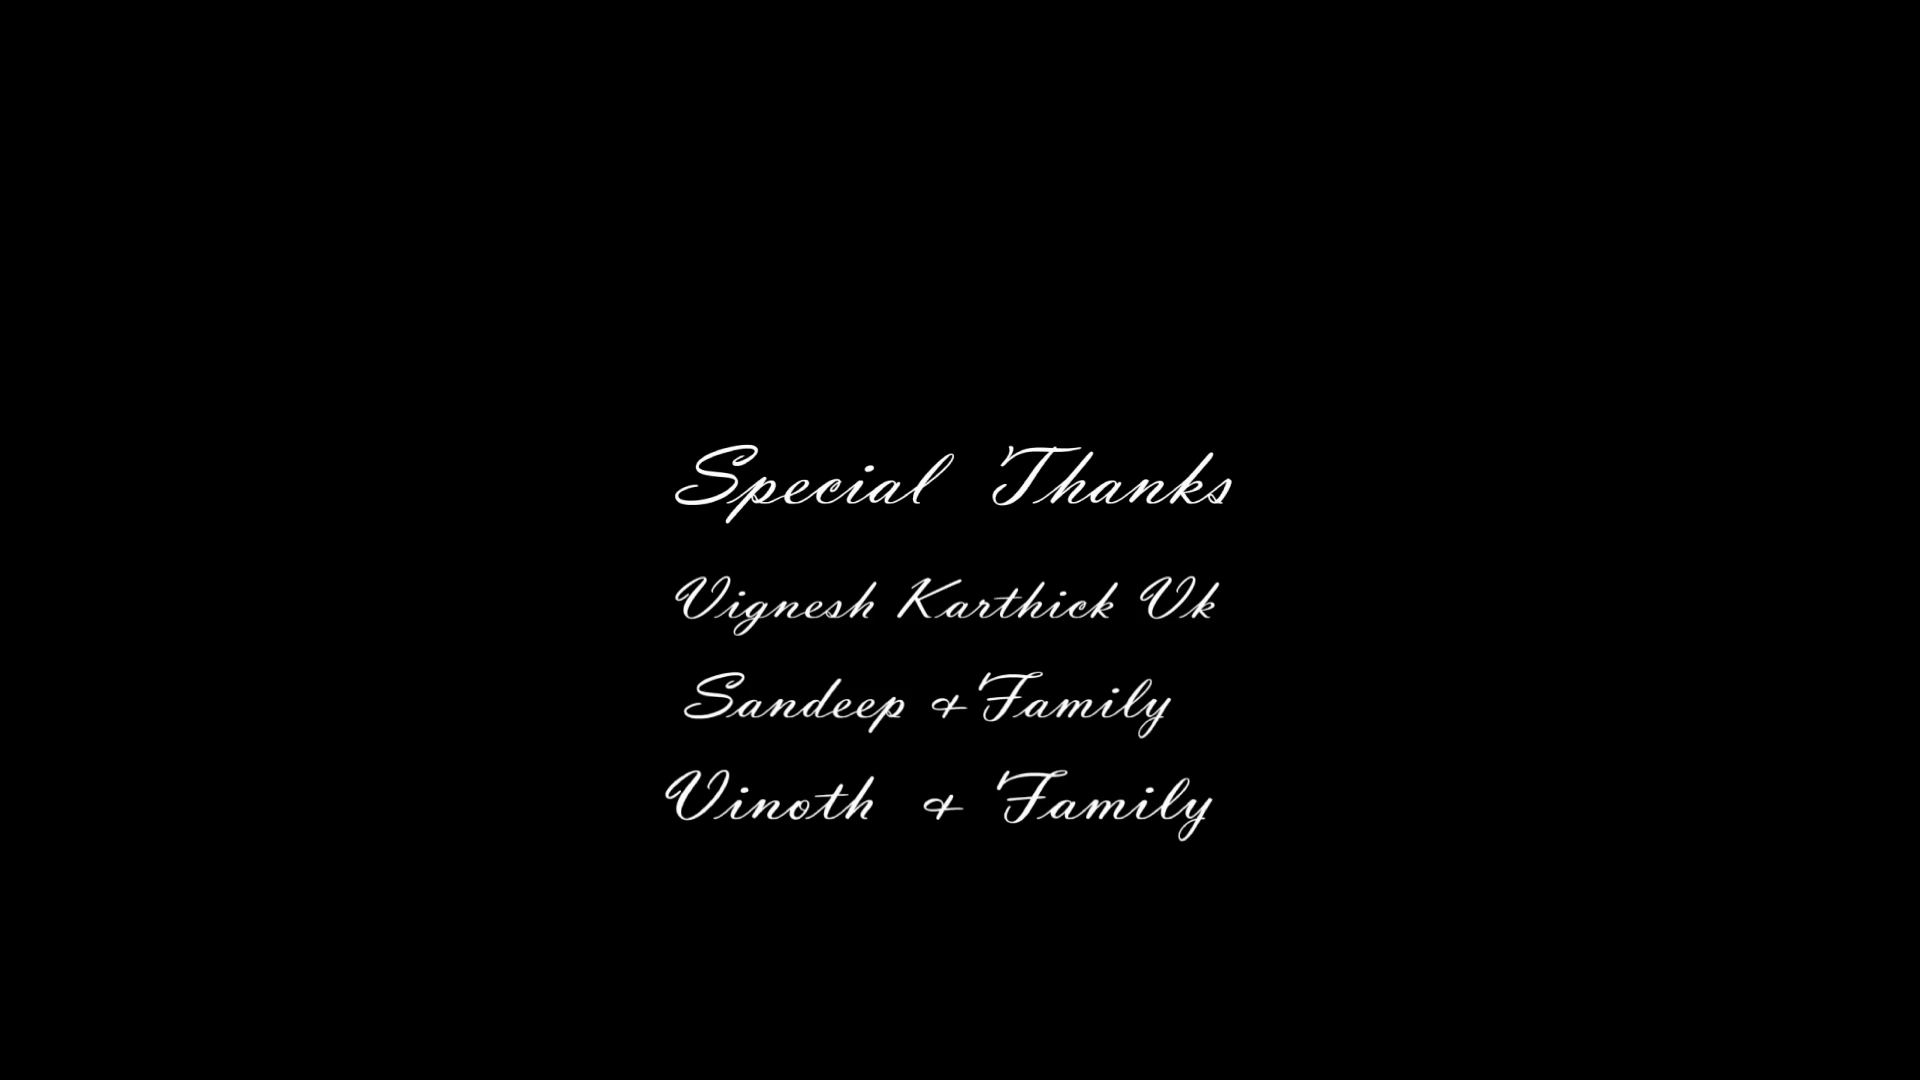 Special Thanks
Vignesh Karthick Vk
Sandeep & Family
Vinoth & Family